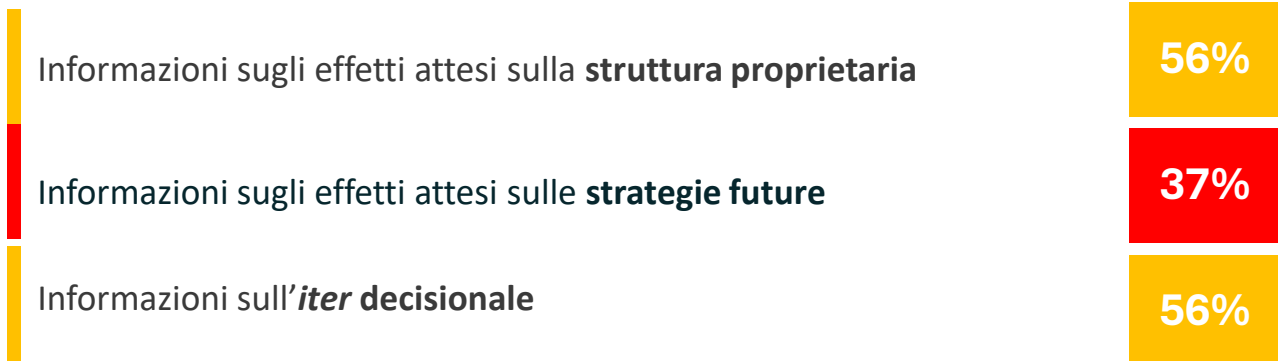 Informazioni sugli effetti attesi sulla struttura proprietaria 56%
Informazioni sugli effetti attesi sulle strategie future 37%
Informazioni sull’iter decisionale 56%